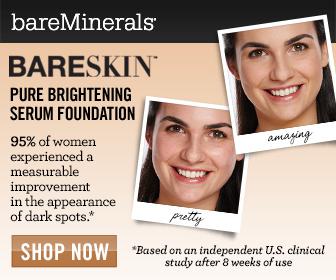 bareMinerals®
BARESKIN™
PURE BRIGHTENING
SERUM FOUNDATION
95% of women
experienced a
measurable
improvement
in the appearance
of dark spots.*
amazing
pretty
SHOP NOW
*Based on an independent U.S. clinical
study after 8 weeks of use